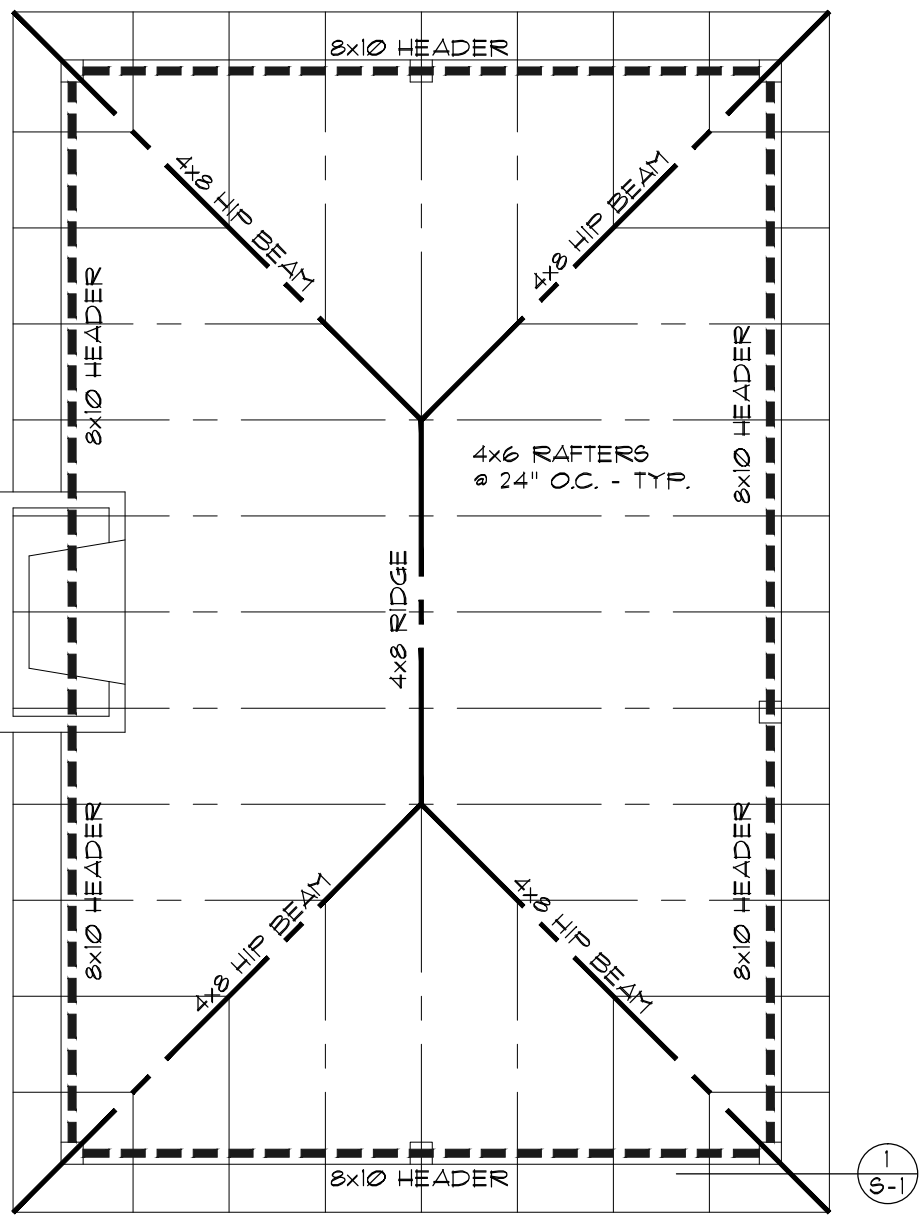 8x10 HEADER
4x8 HIP BEAM
4x8 HIP BEAM
8x10 HEADER
8x10 HEADER
4x6 RAFTERS
@ 24" O.C. - TYP.
4x8 RIDGE
8x10 HEADER
8x10 HEADER
4x8 HIP BEAM
4x8 HIP BEAM
8x10 HEADER
1
S-1